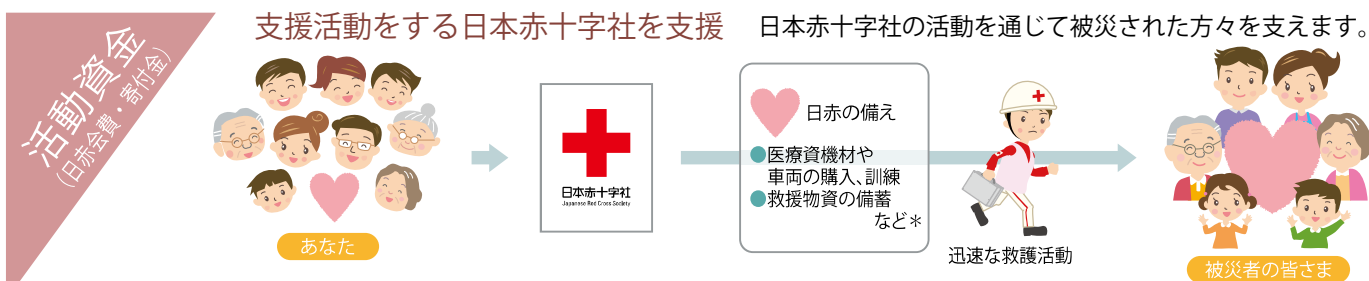 活動資金
(日赤会費・寄付金)
支援活動をする日本赤十字社を支援
日本赤十字社の活動を通じて被災された方々を支えます。
あなた
日本赤十字社
Japanese Red Cross Society
日赤の備え
●医療資機材や
車両の購入、訓練
●救援物資の備蓄
など＊
迅速な救護活動
被災者の皆さま